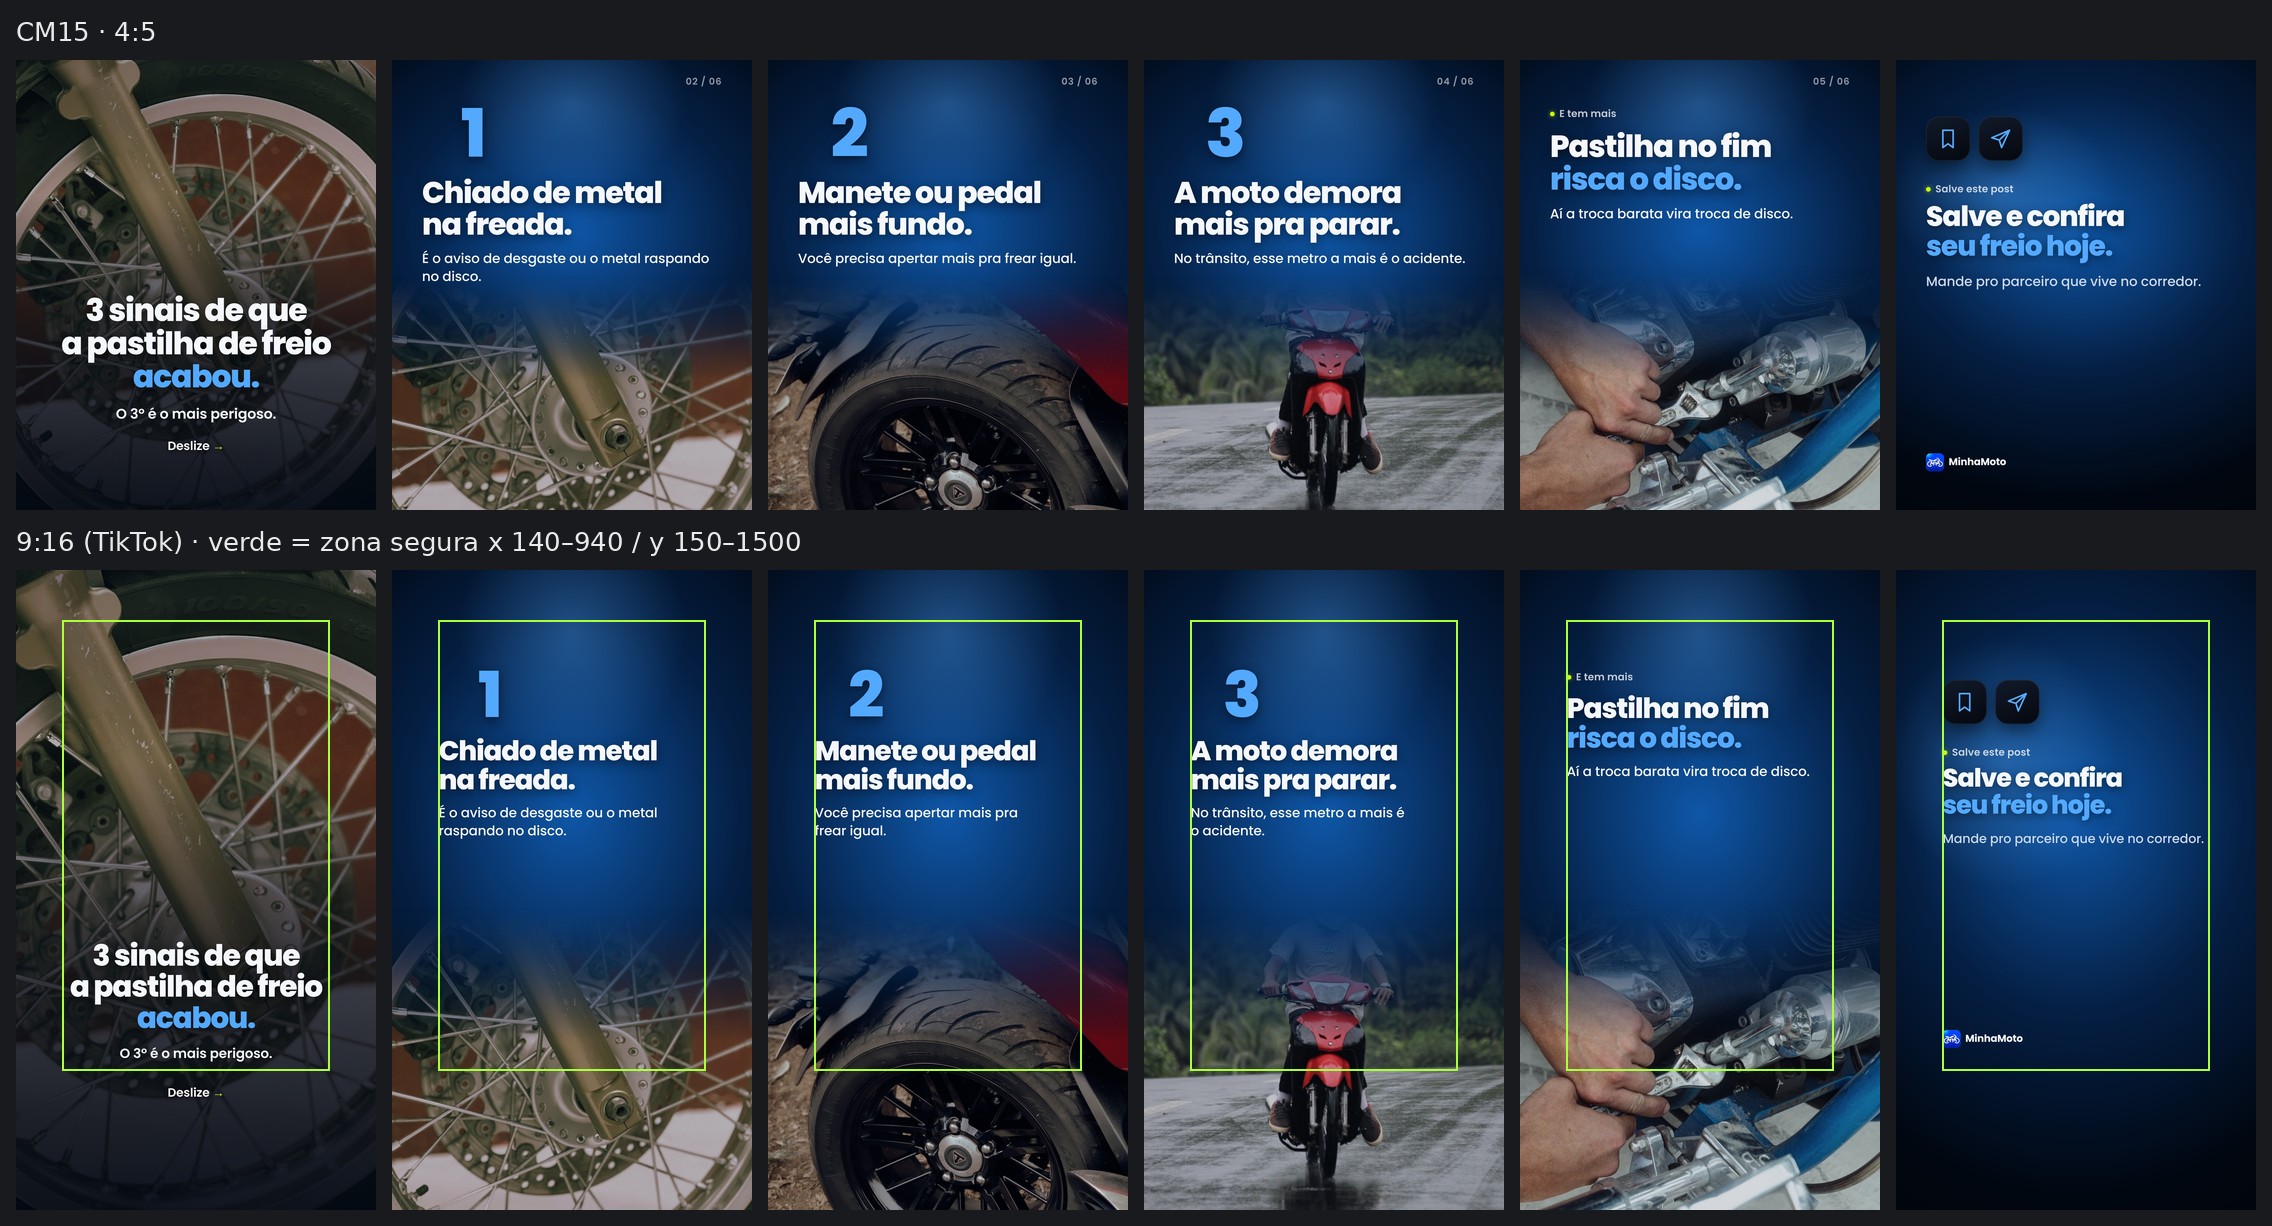 CM15 · 4:5
3 sinais de que
a pastilha de freio
acabou.
O 3º é o mais perigoso.
Deslize →
02 / 06
1
Chiado de metal
na freada.
É o aviso de desgaste ou o metal raspando
no disco.
03 / 06
2
Manete ou pedal
mais fundo.
Você precisa apertar mais pra frear igual.
04 / 06
3
A moto demora
mais pra parar.
No trânsito, esse metro a mais é o acidente.
05 / 06
E tem mais
Pastilha no fim
risca o disco.
Aí a troca barata vira troca de disco.
Salve este post
Salve e confira
seu freio hoje.
Mande pro parceiro que vive no corredor.
MinhaMoto
9:16 (TikTok) · verde = zona segura x 140–940 / y 150–1500
3 sinais de que
a pastilha de freio
acabou.
O 3º é o mais perigoso.
Deslize →
1
Chiado de metal
na freada.
É o aviso de desgaste ou o metal
raspando no disco.
2
Manete ou pedal
mais fundo.
Você precisa apertar mais pra
frear igual.
3
A moto demora
mais pra parar.
No trânsito, esse metro a mais é
o acidente.
E tem mais
Pastilha no fim
risca o disco.
Aí a troca barata vira troca de disco.
Salve este post
Salve e confira
seu freio hoje.
Mande pro parceiro que vive no corredor.
MinhaMoto